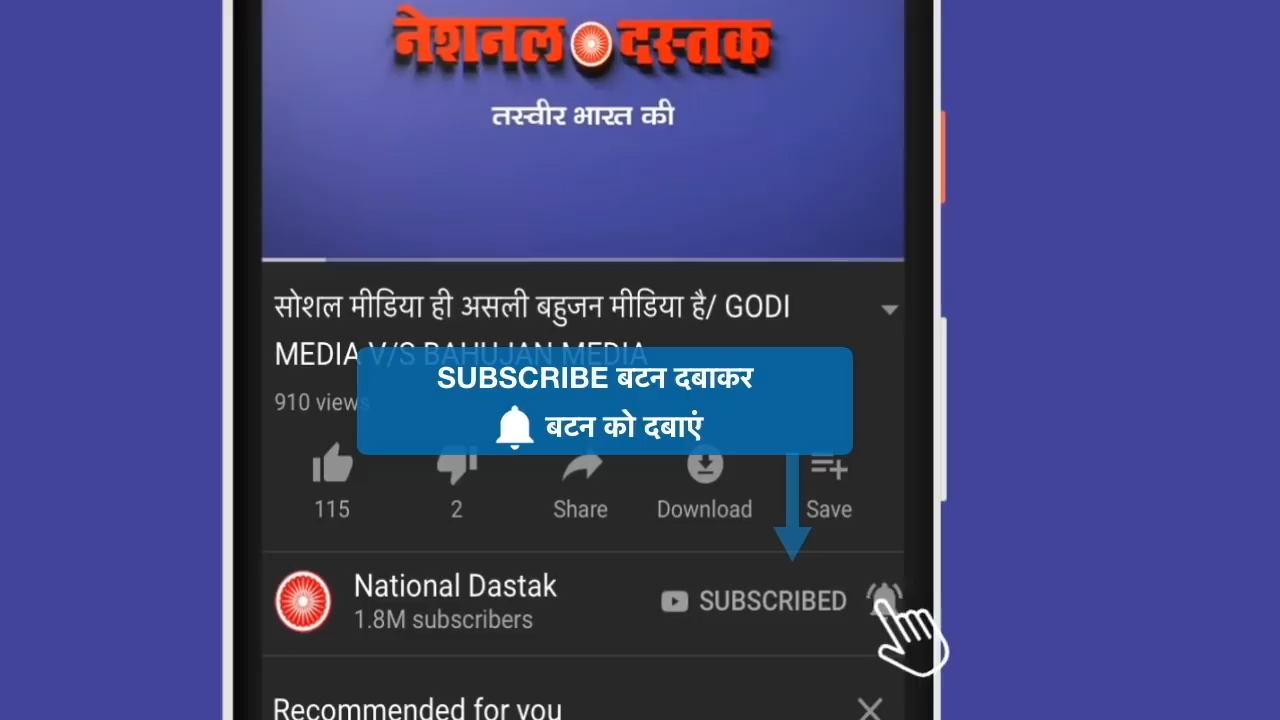 नेशनल दस्तक
तस्वीर भारत की
सोशल मीडिया ही असली बहुजन मीडिया है/ GODI
MEDIA V/S BAHUJAN MEDIA
910 views
SUBSCRIBE बटन दबाकर
बटन को दबाएं
115
2
Share
Download
Save
National Dastak
1.8M subscribers
SUBSCRIBED
Recommended for you